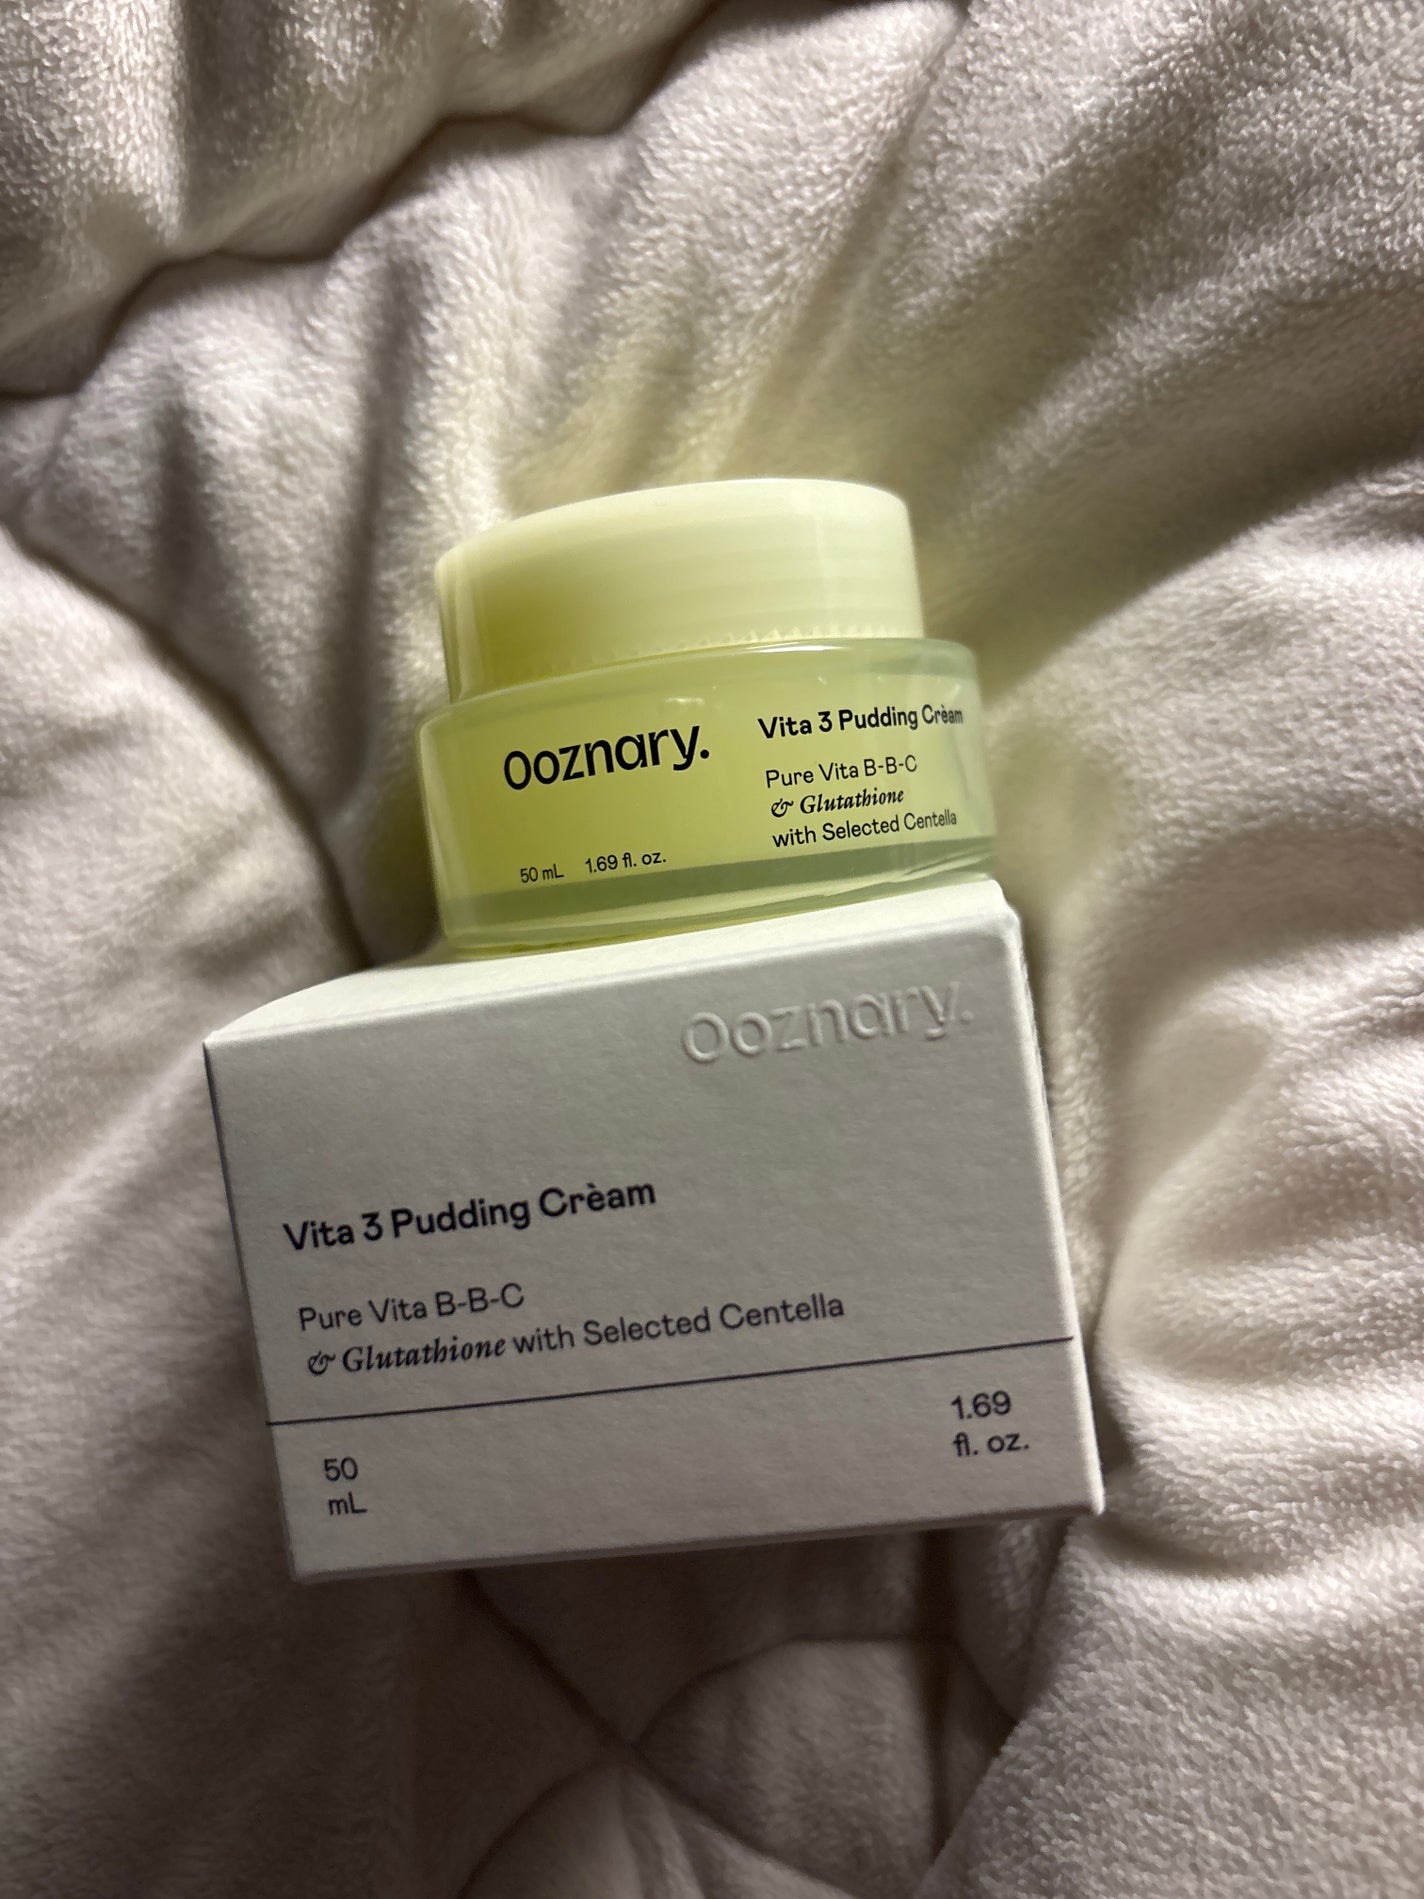 Ooznary.
50 mL 1.69 fl. oz.
Vita 3 Pudding Crèam
Pure Vita B-B-C
& Glutathione
with Selected Centella
Ooznary.
Vita 3 Pudding Crèam
Pure Vita B-B-C
& Glutathione with Selected Centella
50
mL
1.69
fl. oz.